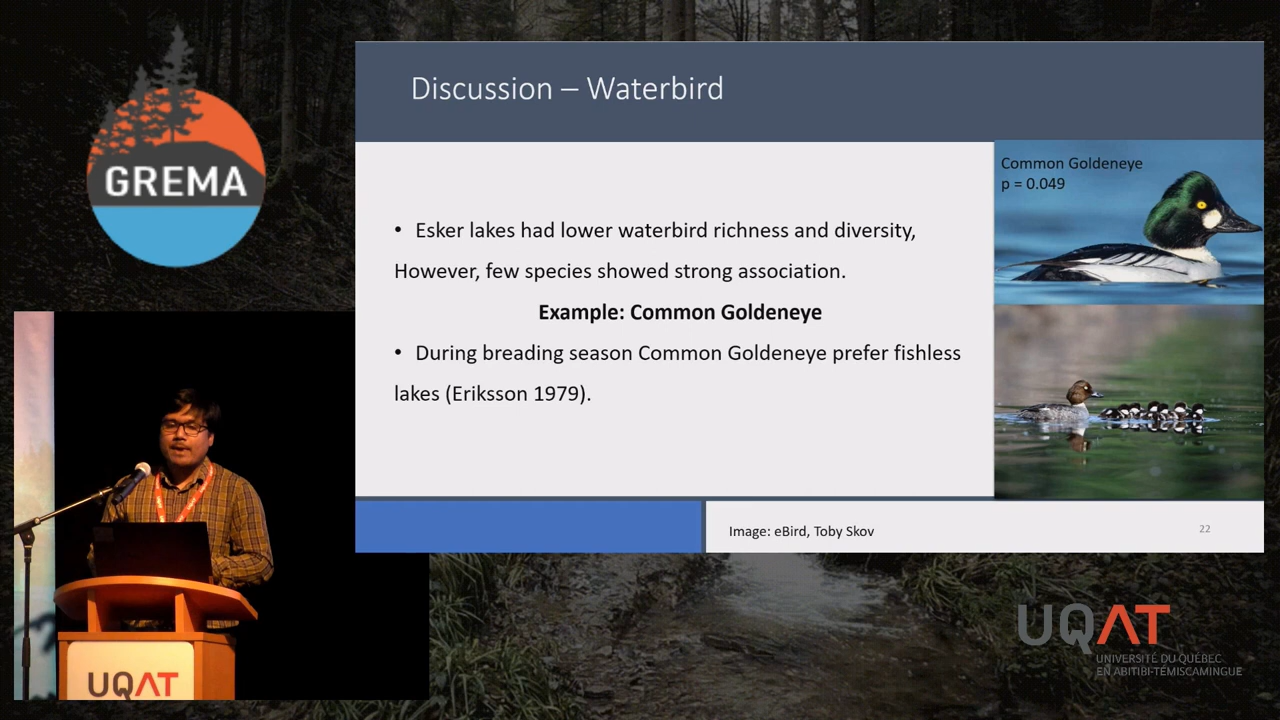 GREMA
Discussion – Waterbird
Common Goldeneye
p = 0.049
• Esker lakes had lower waterbird richness and diversity,
However, few species showed strong association.
Example: Common Goldeneye
• During breading season Common Goldeneye prefer fishless
lakes (Eriksson 1979).
Image: eBird, Toby Skov
22
UQAT
UQAT
UNIVERSITÉ DU QUÉBEC
EN ABITIBI-TÉMISCAMINGUE